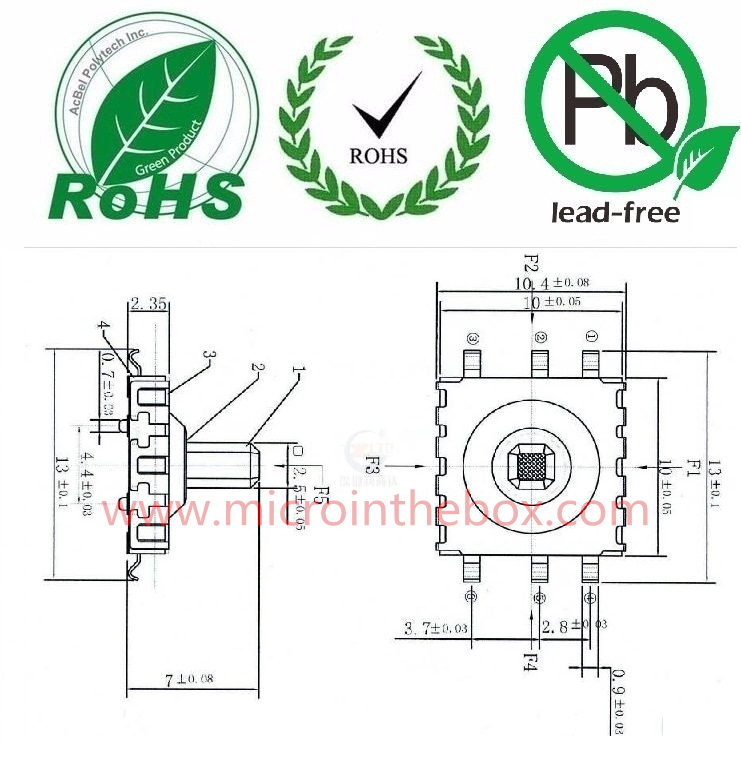 AcBel Polytech Inc.
Green Product
RoHS
ROHS
Pb
lead-free
F2
10.4±0.08
10±0.05
2.35
③ ② ①
4
3
2
1
0.7±0.03
4.4±0.03
13±0.1
□ 2.5±0.05
F5
F3
F1
10±0.05
13±0.1
www.microinthebox.com
⑥ ⑤ ④
3.7±0.03
2.8±0.03
F4
0.9±0.03
7±0.08